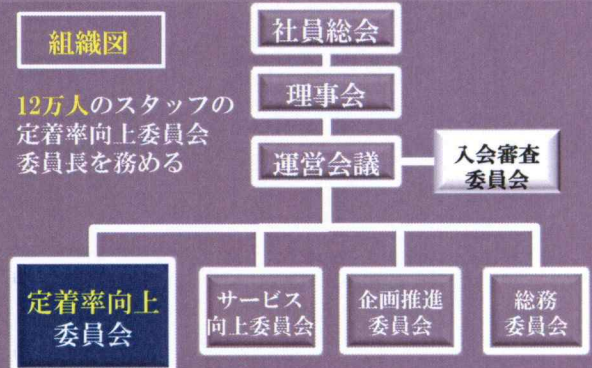 組織図
12万人のスタッフの
定着率向上委員会
委員長を務める
社員総会
理事会
運営会議
入会審査
委員会
定着率向上
委員会
サービス
向上委員会
企画推進
委員会
総務
委員会